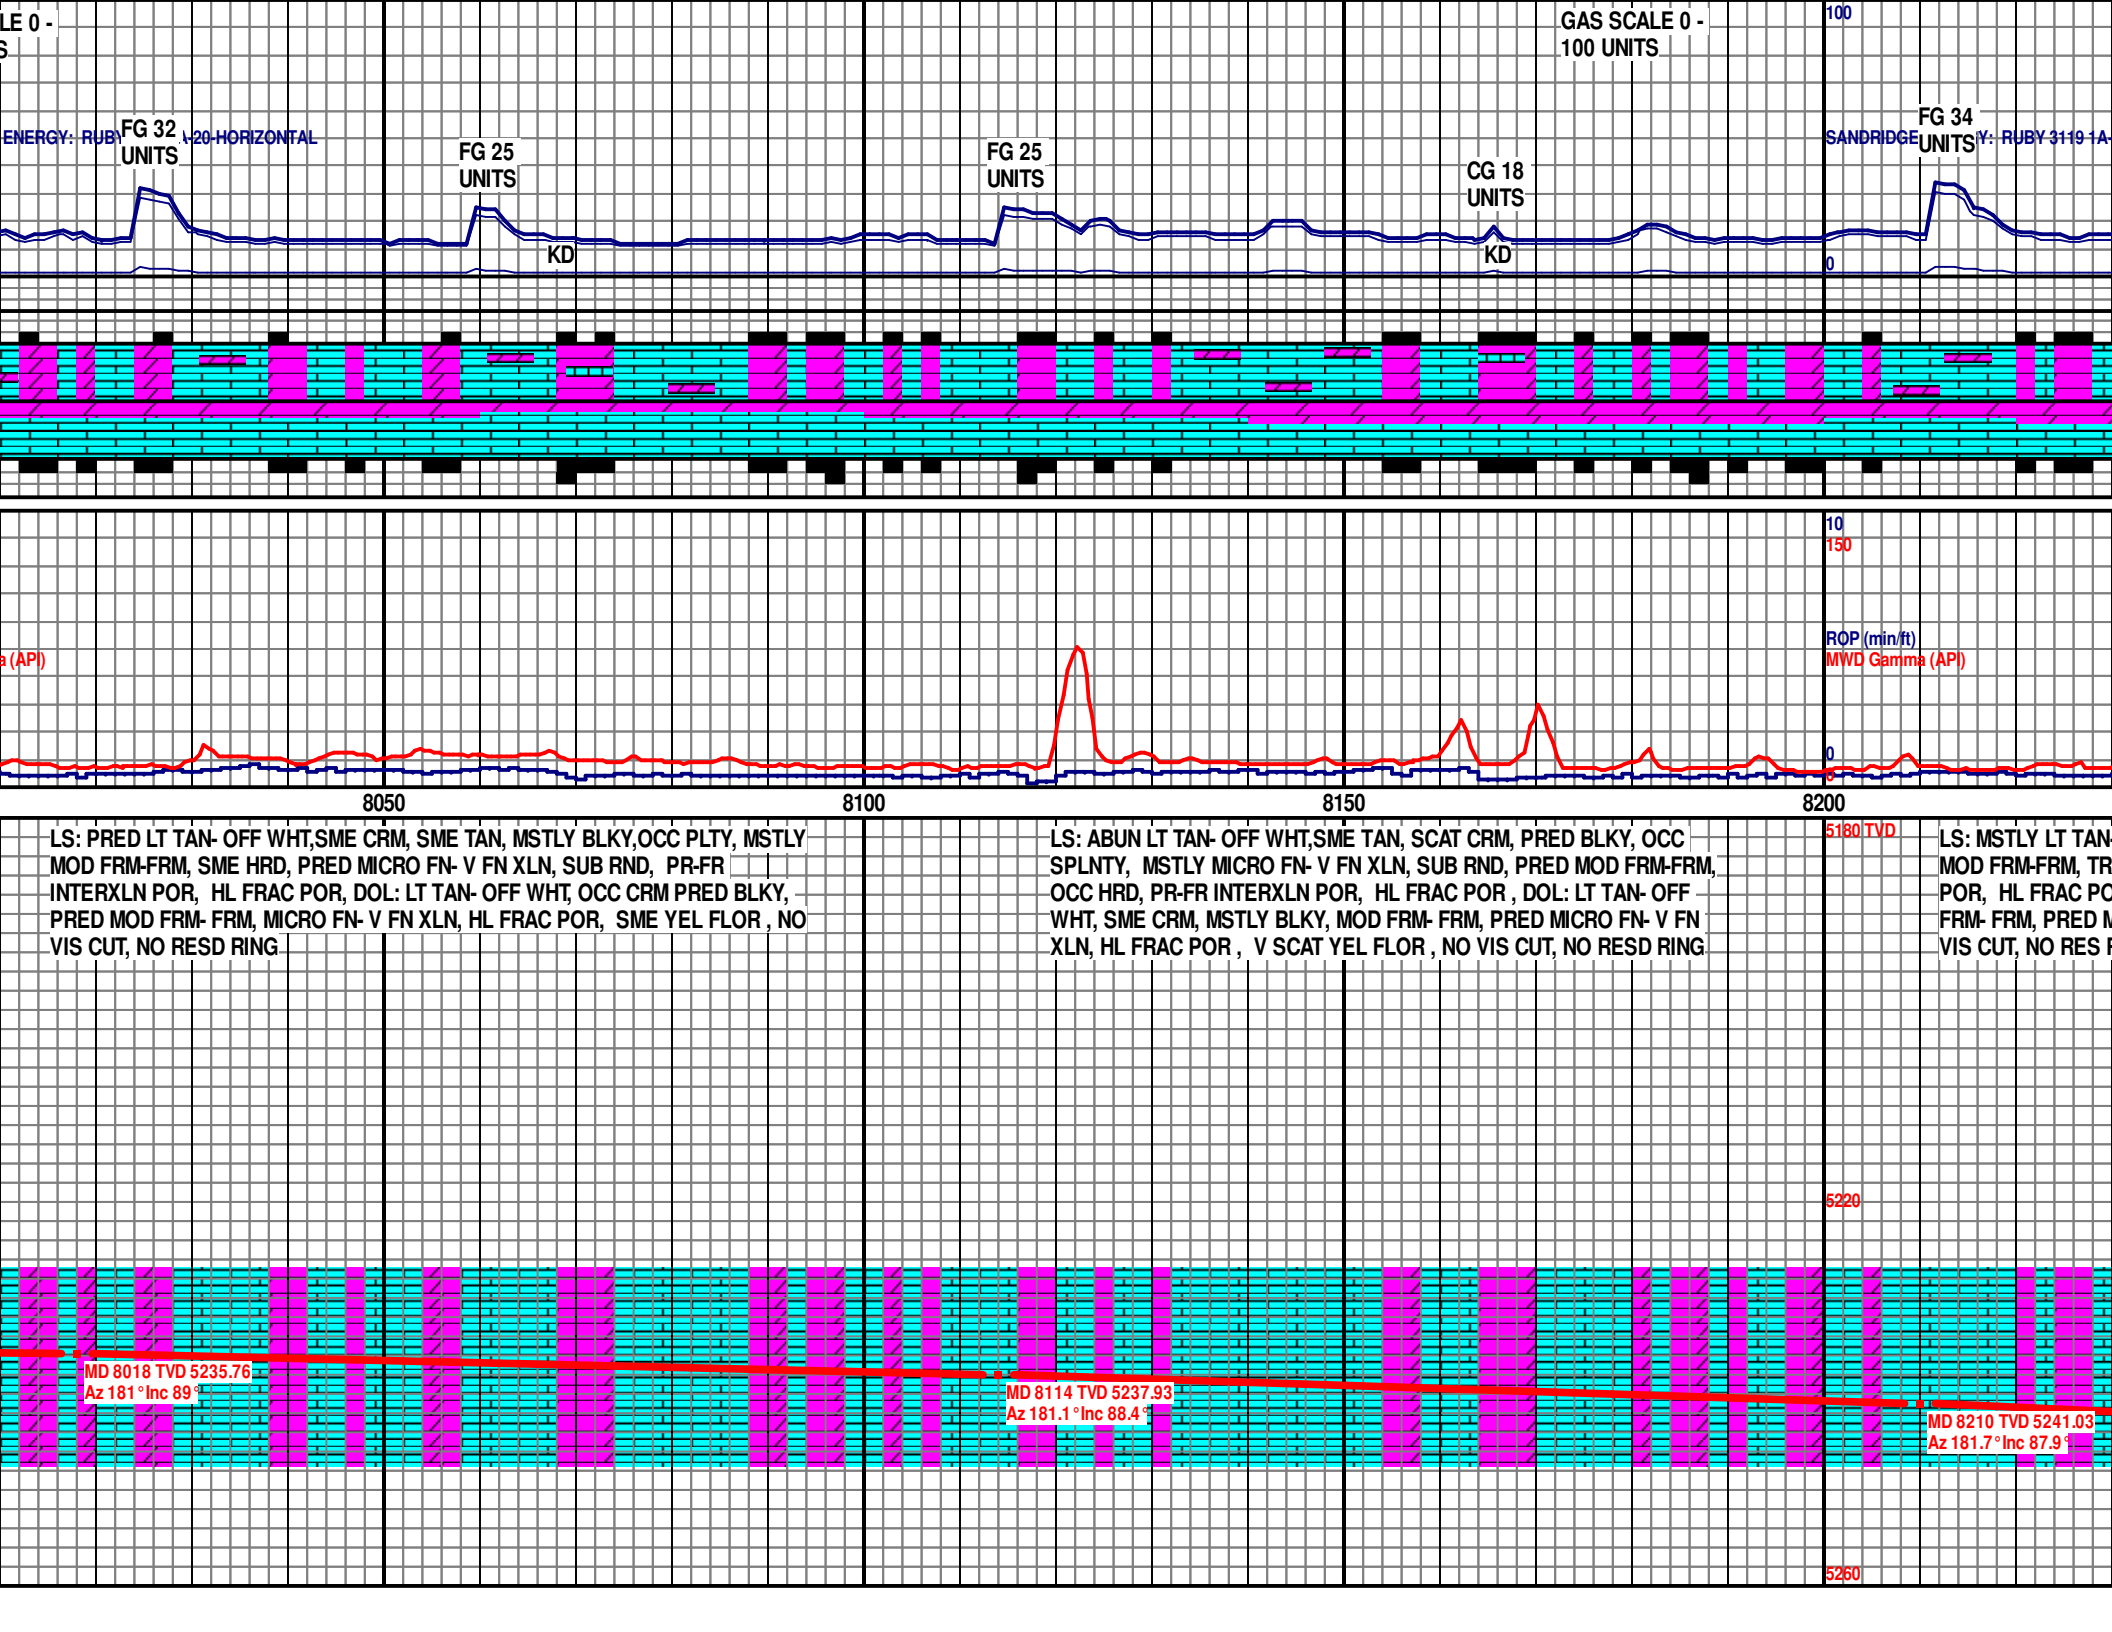 LE 0 -
S
GAS SCALE 0 -
100 UNITS
100
ENERGY: RUBY
-20-HORIZONTAL
FG 32
UNITS
FG 25
UNITS
FG 25
UNITS
CG 18
UNITS
SANDRIDGE
Y: RUBY 3119 1A-
FG 34
UNITS
KD
KD
0
10
150
a (API)
ROP (min/ft)
MWD Gamma (API)
0
0
8050
8100
8150
8200
LS: PRED LT TAN- OFF WHT,SME CRM, SME TAN, MSTLY BLKY,OCC PLTY, MSTLY
MOD FRM-FRM, SME HRD, PRED MICRO FN- V FN XLN, SUB RND, PR-FR
INTERXLN POR, HL FRAC POR, DOL: LT TAN- OFF WHT, OCC CRM PRED BLKY,
PRED MOD FRM- FRM, MICRO FN- V FN XLN, HL FRAC POR, SME YEL FLOR , NO
VIS CUT, NO RESD RING
LS: ABUN LT TAN- OFF WHT,SME TAN, SCAT CRM, PRED BLKY, OCC
SPLNTY, MSTLY MICRO FN- V FN XLN, SUB RND, PRED MOD FRM-FRM,
OCC HRD, PR-FR INTERXLN POR, HL FRAC POR , DOL: LT TAN- OFF
WHT, SME CRM, MSTLY BLKY, MOD FRM- FRM, PRED MICRO FN- V FN
XLN, HL FRAC POR , V SCAT YEL FLOR , NO VIS CUT, NO RESD RING
5180 TVD
LS: MSTLY LT TAN-
MOD FRM-FRM, TR
POR, HL FRAC PO
FRM- FRM, PRED M
VIS CUT, NO RES R
5220
MD 8018 TVD 5235.76
Az 181° Inc 89°
MD 8114 TVD 5237.93
Az 181.1° Inc 88.4°
MD 8210 TVD 5241.03
Az 181.7° Inc 87.9°
5260